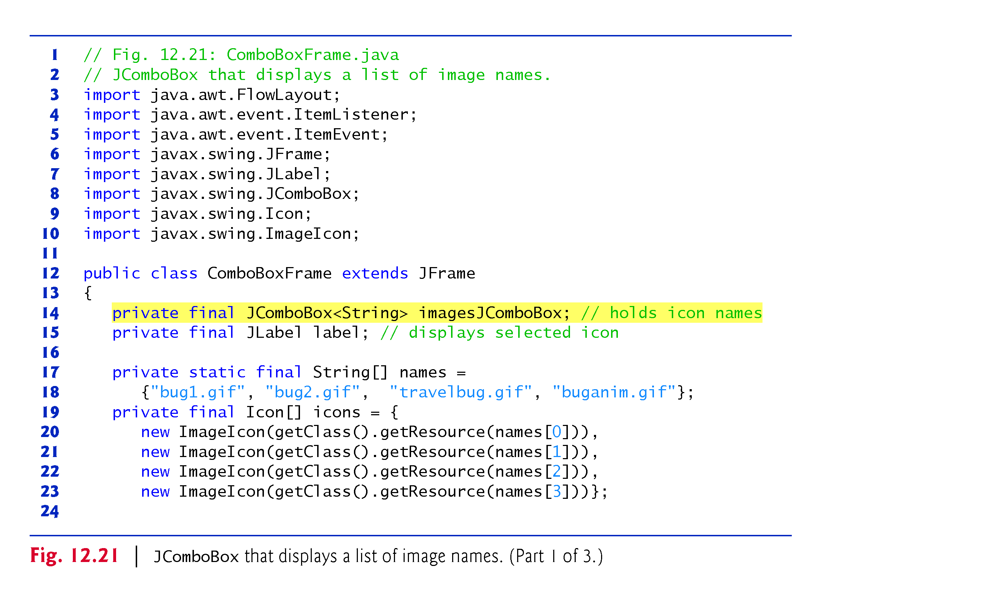 1 // Fig. 12.21: ComboBoxFrame.java
2 // JComboBox that displays a list of image names.
3 import java.awt.FlowLayout;
4 import java.awt.event.ItemListener;
5 import java.awt.event.ItemEvent;
6 import javax.swing.JFrame;
7 import javax.swing.JLabel;
8 import javax.swing.JComboBox;
9 import javax.swing.Icon;
10 import javax.swing.ImageIcon;
11
12 public class ComboBoxFrame extends JFrame
13 {
14    private final JComboBox<String> imagesJComboBox; // holds icon names
15    private final JLabel label; // displays selected icon
16
17    private static final String[] names =
18       {"bug1.gif", "bug2.gif",  "travelbug.gif", "buganim.gif"};
19    private final Icon[] icons = {
20       new ImageIcon(getClass().getResource(names[0])),
21       new ImageIcon(getClass().getResource(names[1])),
22       new ImageIcon(getClass().getResource(names[2])),
23       new ImageIcon(getClass().getResource(names[3]))};
24
Fig. 12.21 | JComboBox that displays a list of image names. (Part 1 of 3.)